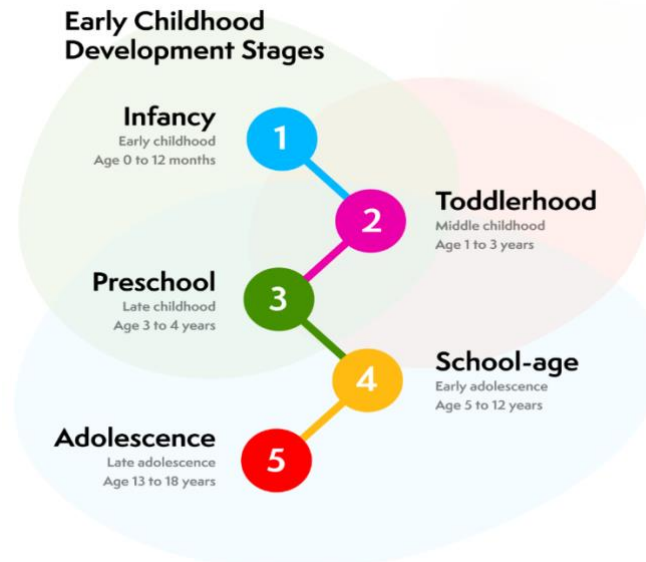 Early Childhood
Development Stages
Infancy
Early childhood
Age 0 to 12 months
1
Toddlerhood
Middle childhood
Age 1 to 3 years
2
Preschool
Late childhood
Age 3 to 4 years
3
School-age
Early adolescence
Age 5 to 12 years
4
Adolescence
Late adolescence
Age 13 to 18 years
5